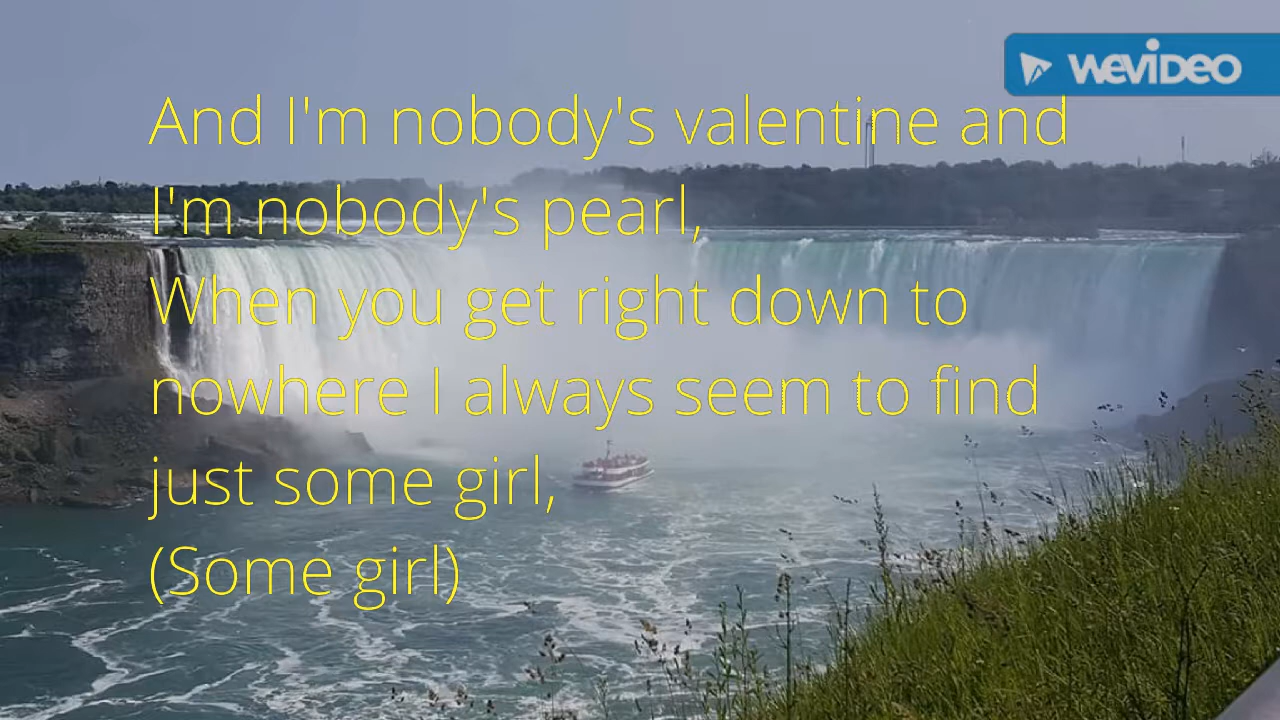 WEVIDEO
And I'm nobody's valentine and
I'm nobody's pearl,
When you get right down to
nowhere I always seem to find
just some girl,
(Some girl)